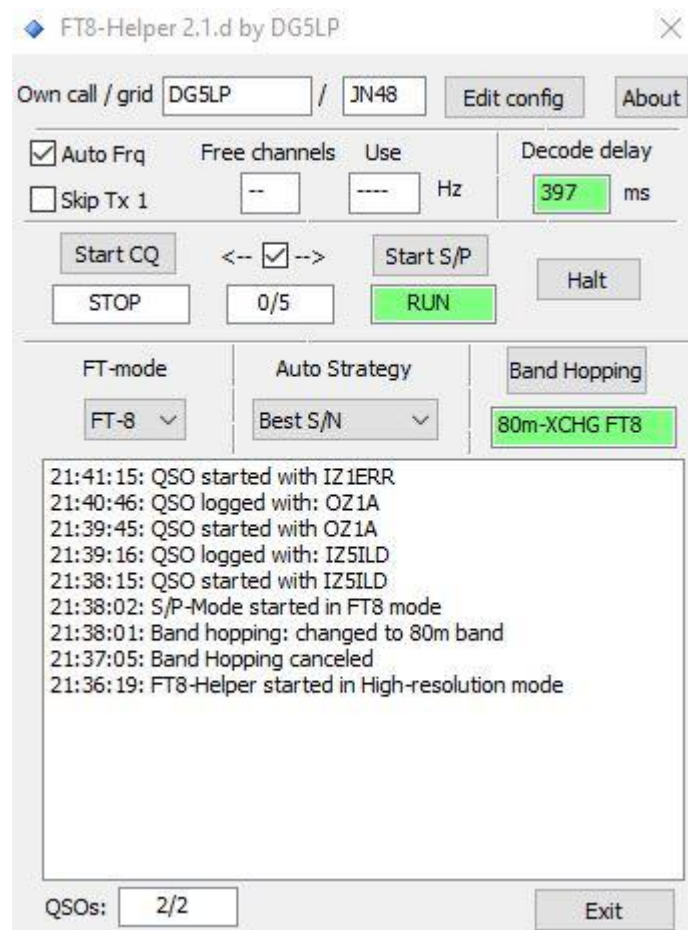 FT8-Helper 2.1.d by DG5LP
Own call / grid DG5LP / JN48 Edit config About
Auto Frq Free channels Use Decode delay
Skip Tx 1 -- ---- Hz 397 ms
Start CQ <-- --> Start S/P Halt
STOP 0/5 RUN
FT-mode Auto Strategy Band Hopping
FT-8 Best S/N 80m-XCHG FT8
21:41:15: QSO started with IZ1ERR
21:40:46: QSO logged with: OZ1A
21:39:45: QSO started with OZ1A
21:39:16: QSO logged with: IZ5ILD
21:38:15: QSO started with IZ5ILD
21:38:02: S/P-Mode started in FT8 mode
21:38:01: Band hopping: changed to 80m band
21:37:05: Band Hopping canceled
21:36:19: FT8-Helper started in High-resolution mode
QSOs: 2/2 Exit